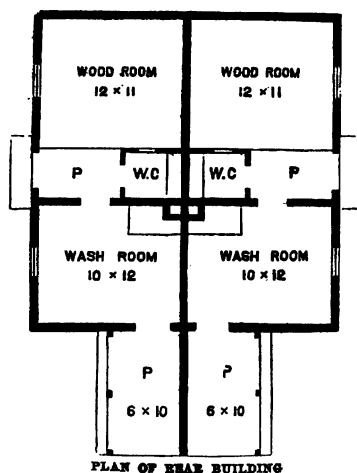 WOOD ROOM
12 × 11
WOOD ROOM
12 × 11
P
W.C
W.C
P
WASH ROOM
10 × 12
WASH ROOM
10 × 12
P
6 × 10
P
6 × 10
PLAN OF REAR BUILDING